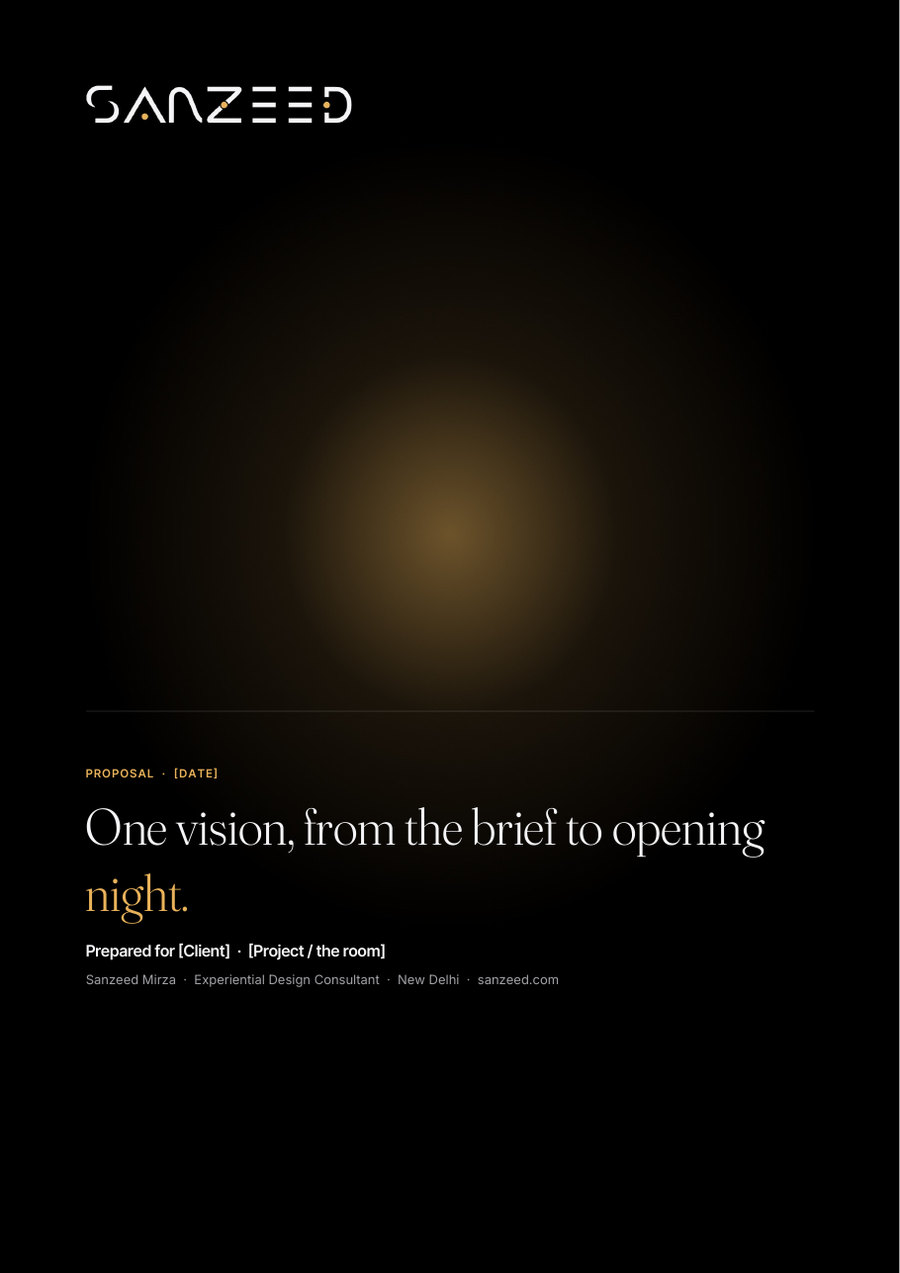 SANZEED
PROPOSAL · [DATE]
One vision, from the brief to opening
night.
Prepared for [Client] · [Project / the room]
Sanzeed Mirza · Experiential Design Consultant · New Delhi · sanzeed.com